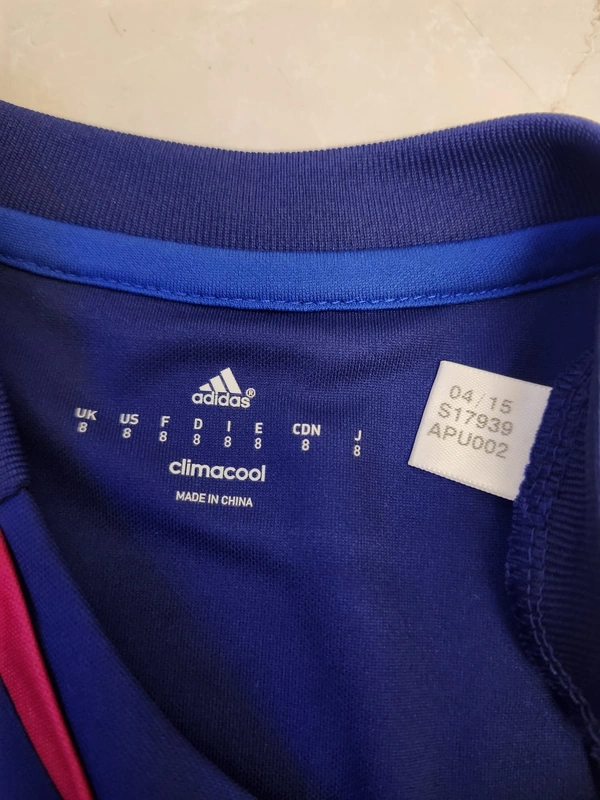 adidas®
UK US F D I E CDN J
8 8 8 8 8 8 8 8
climacool
MADE IN CHINA
04/15
S17939
APU002